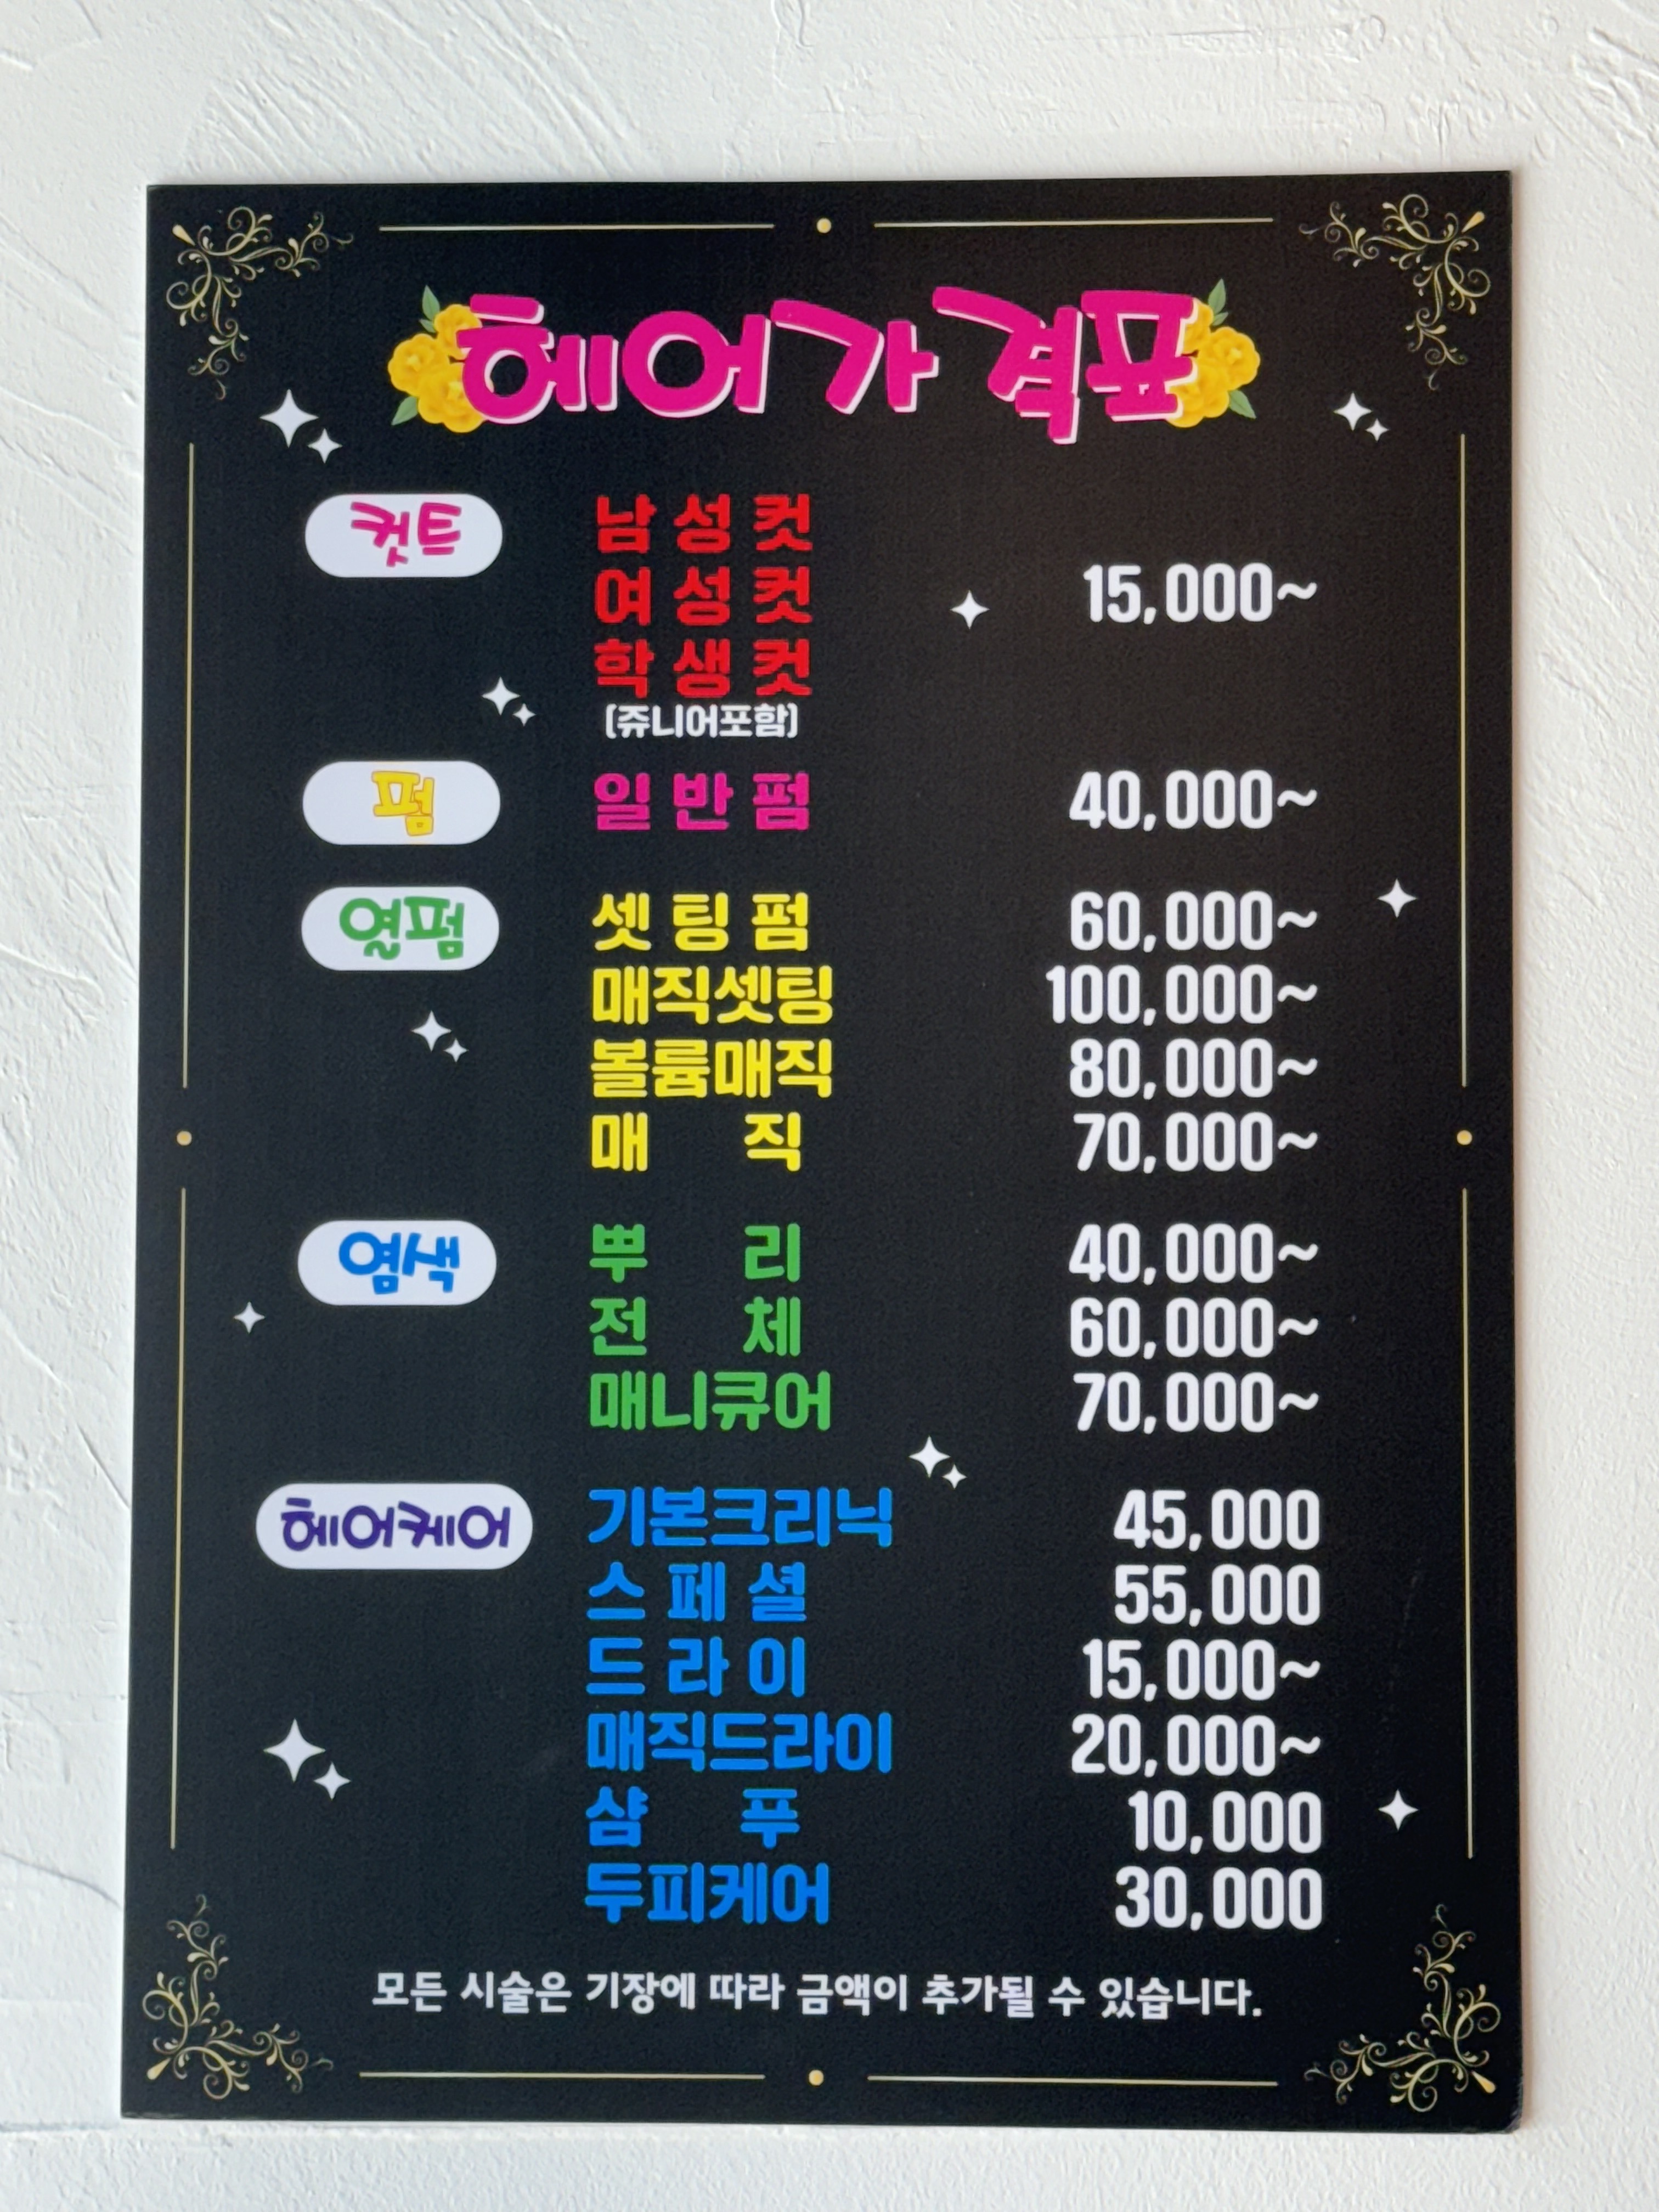 헤어가격표
컷트
남성컷
여성컷 15,000~
학생컷
(쥬니어포함)
펌 일반펌 40,000~
열펌 셋팅펌 60,000~
매직셋팅 100,000~
볼륨매직 80,000~
매직 70,000~
염색 뿌리 40,000~
전체 60,000~
매니큐어 70,000~
헤어케어 기본크리닉 45,000
스페셜 55,000
드라이 15,000~
매직드라이 20,000~
샴푸 10,000
두피케어 30,000
모든 시술은 기장에 따라 금액이 추가될 수 있습니다.